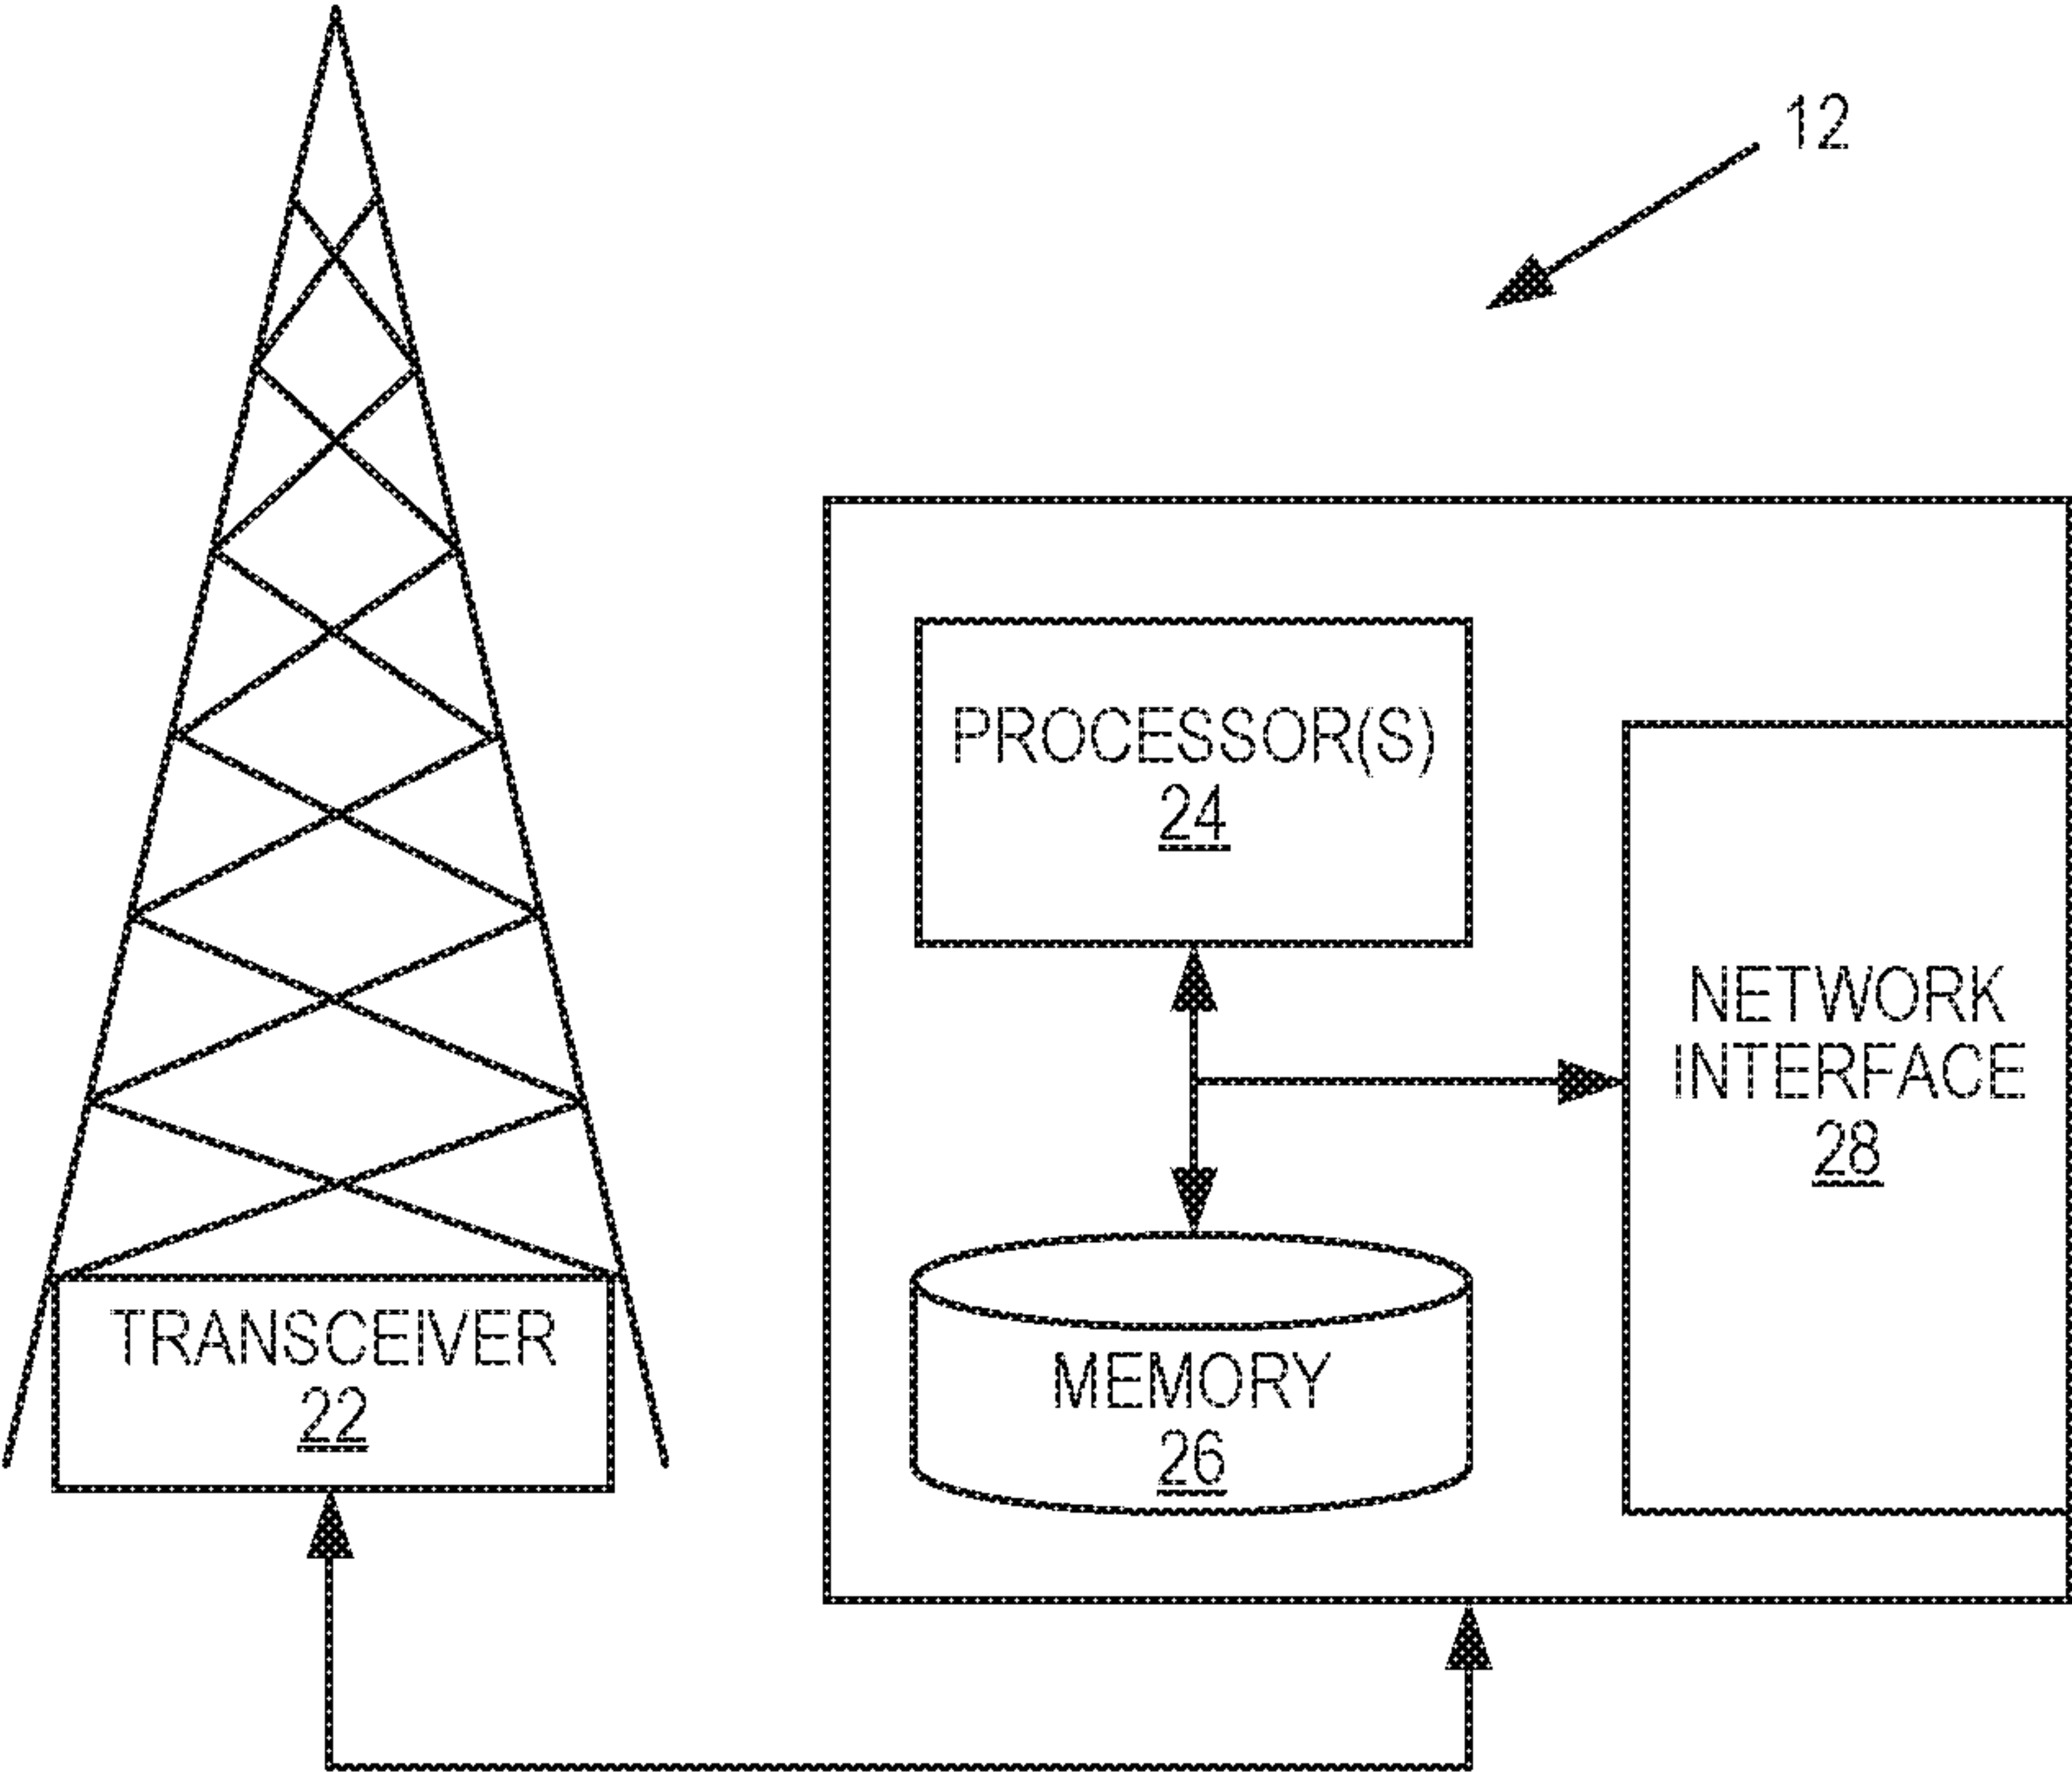 12
PROCESSOR(S)
24
NETWORK
INTERFACE
28
TRANSCEIVER
22
MEMORY
26